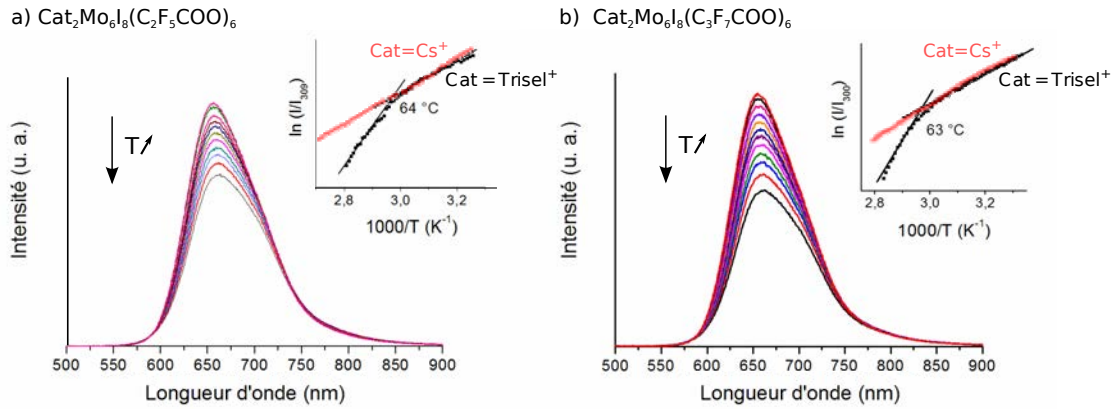 a) Cat₂Mo₆I₈(C₂F₅COO)₆
Intensité (u. a.)
T
500 550 600 650 700 750 800 850 900
Longueur d'onde (nm)
ln (I/I₃₀₉)
Cat=Cs⁺
Cat=Trisel⁺
64 °C
2,8 3,0 3,2
1000/T (K⁻¹)
b) Cat₂Mo₆I₈(C₃F₇COO)₆
Intensité (u. a.)
T
500 550 600 650 700 750 800 850 900
Longueur d'onde (nm)
ln (I/I₃₀₀)
Cat=Cs⁺
Cat=Trisel⁺
63 °C
2,8 3,0 3,2
1000/T (K⁻¹)